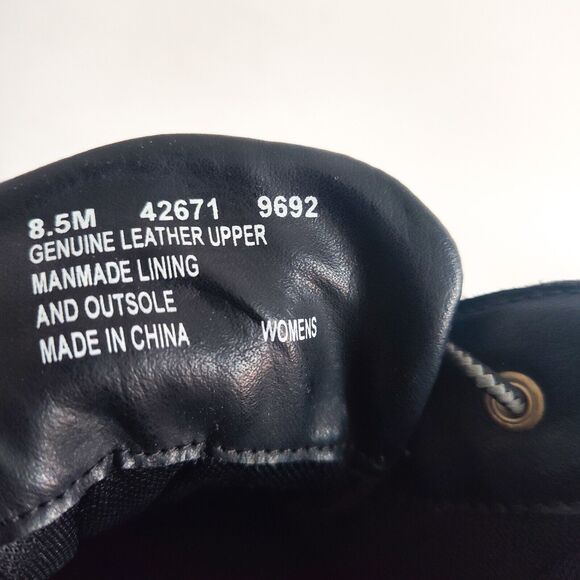 8.5M 42671 9692
GENUINE LEATHER UPPER
MANMADE LINING
AND OUTSOLE
MADE IN CHINA WOMENS